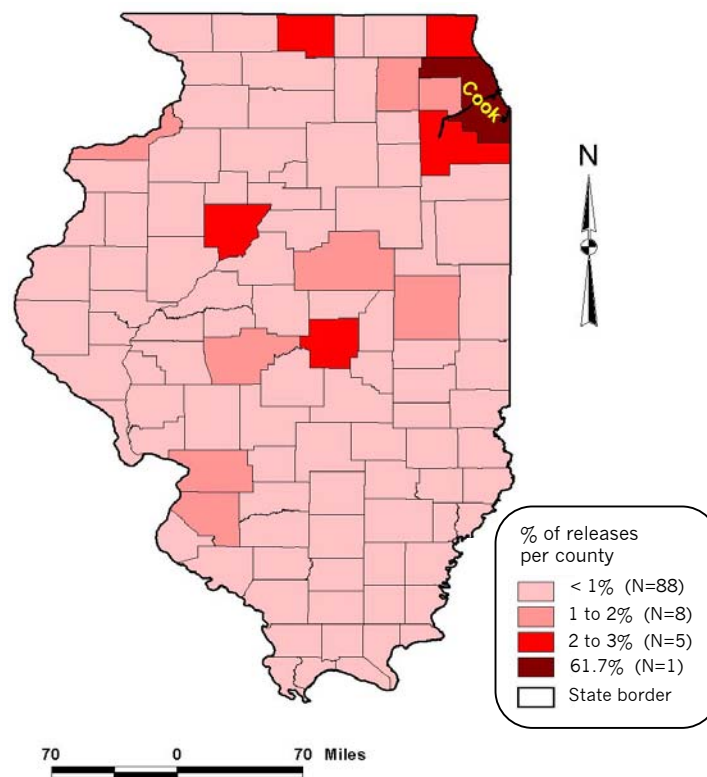 Cook
N
% of releases
per county
< 1% (N=88)
1 to 2% (N=8)
2 to 3% (N=5)
61.7% (N=1)
State border
70 0 70 Miles